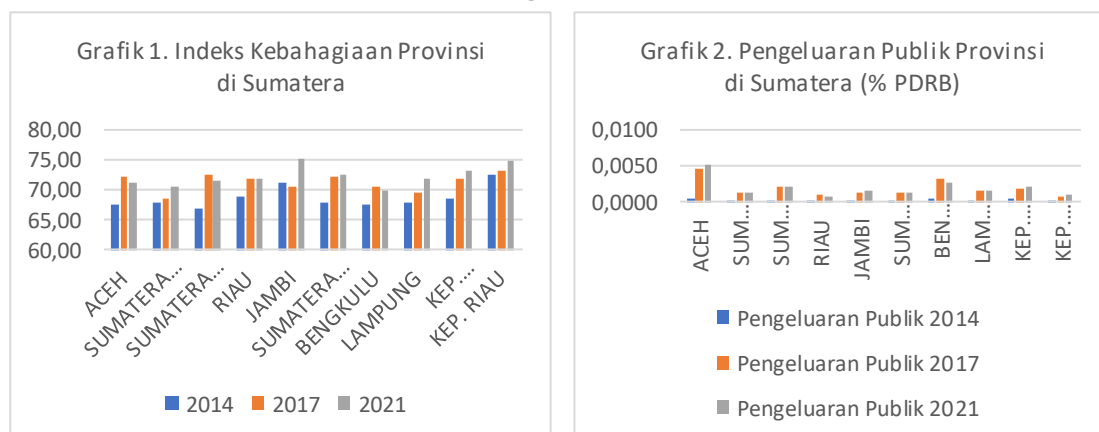 Grafik 1. Indeks Kebahagiaan Provinsi
di Sumatera
80,00
75,00
70,00
65,00
60,00
ACEH
SUMATERA…
SUMATERA…
RIAU
JAMBI
SUMATERA…
BENGKULU
LAMPUNG
KEP.…
KEP. RIAU
2014 2017 2021
Grafik 2. Pengeluaran Publik Provinsi
di Sumatera (% PDRB)
0,0100
0,0050
0,0000
ACEH
SUM…
SUM…
RIAU
JAMBI
SUM…
BEN…
LAM…
KEP.…
KEP.…
Pengeluaran Publik 2014
Pengeluaran Publik 2017
Pengeluaran Publik 2021